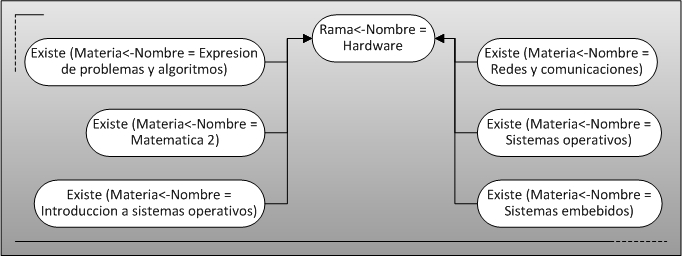 Existe (Materia<-Nombre = Expresion
de problemas y algoritmos)
Rama<-Nombre =
Hardware
Existe (Materia<-Nombre =
Redes y comunicaciones)
Existe (Materia<-Nombre =
Matematica 2)
Existe (Materia<-Nombre =
Sistemas operativos)
Existe (Materia<-Nombre =
Introduccion a sistemas operativos)
Existe (Materia<-Nombre =
Sistemas embebidos)